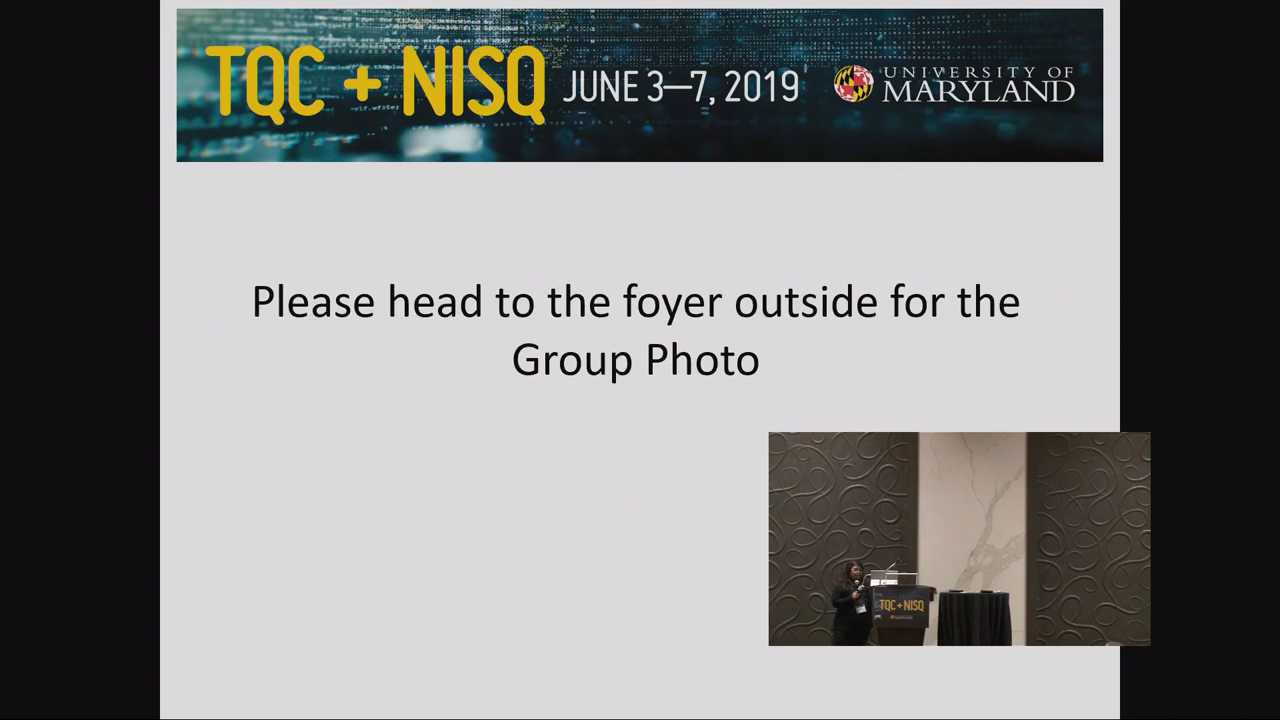 TQC + NISQ JUNE 3—7, 2019 UNIVERSITY OF
MARYLAND
Please head to the foyer outside for the
Group Photo
TQC + NISQ